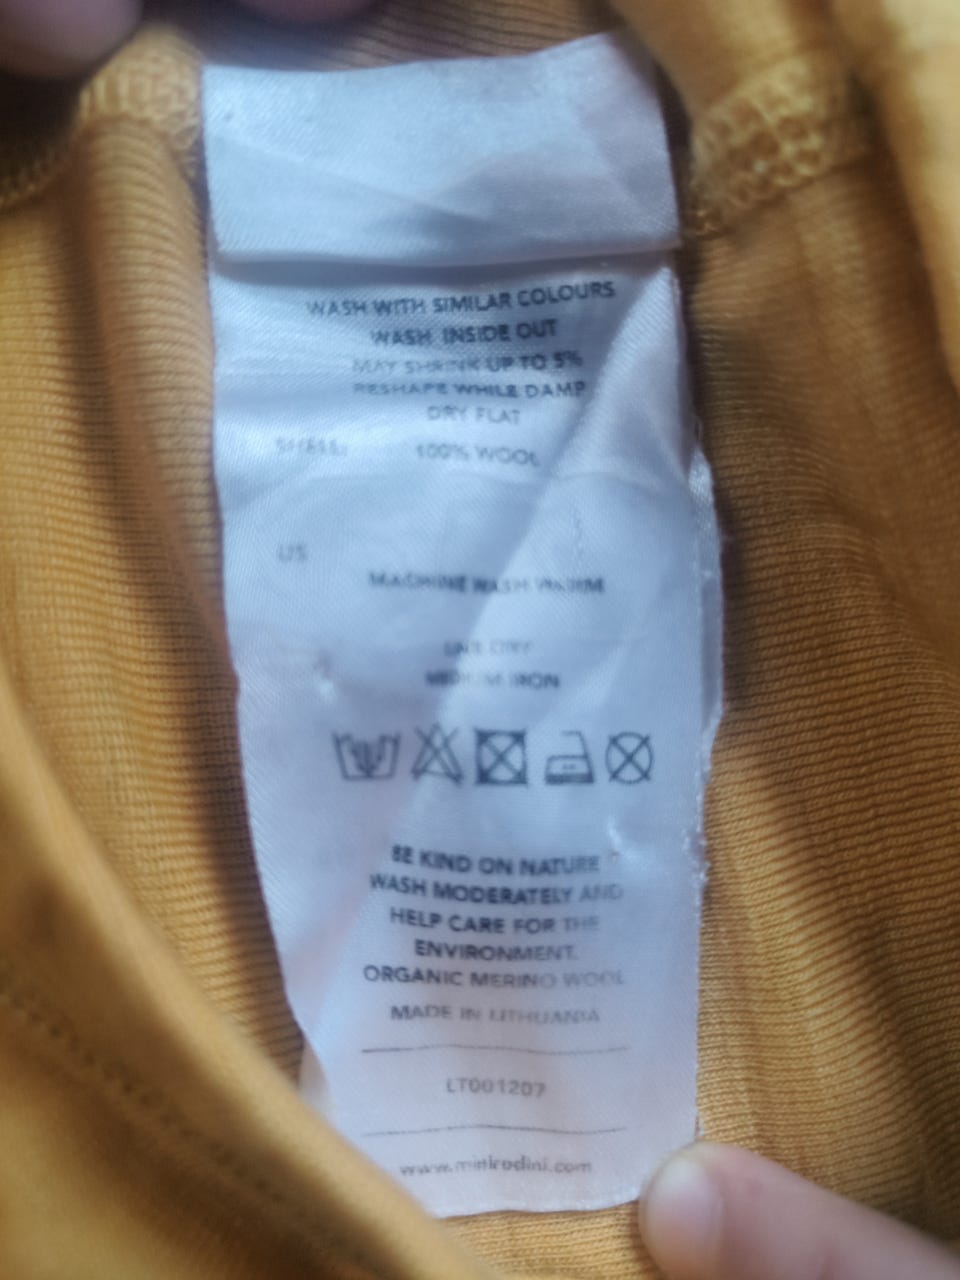 WASH WITH SIMILAR COLOURS
WASH INSIDE OUT
MAY SHRINK UP TO 5%
RESHAPE WHILE DAMP
DRY FLAT
100% WOOL
US
MACHINE WASH WARM
LINE DRY
MEDIUM IRON
BE KIND ON NATURE
WASH MODERATELY AND
HELP CARE FOR THE
ENVIRONMENT.
ORGANIC MERINO WOOL
MADE IN LITHUANIA
LT001207
www.minirodini.com